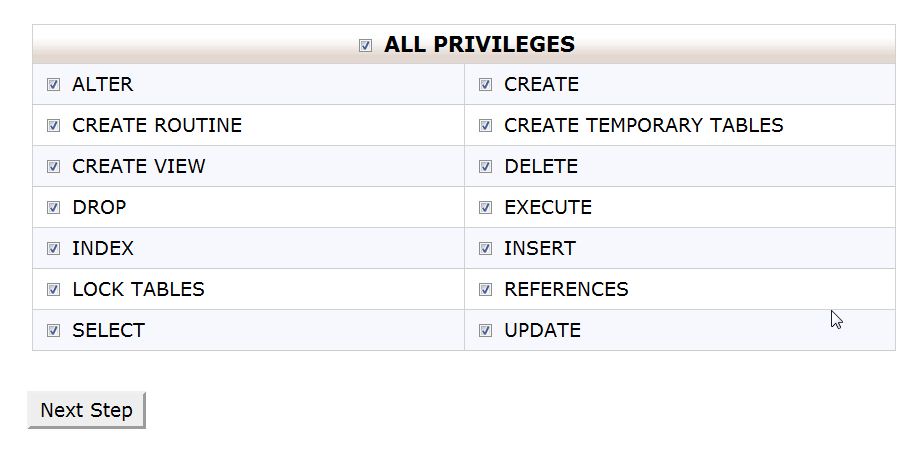 ALL PRIVILEGES
ALTER
CREATE
CREATE ROUTINE
CREATE TEMPORARY TABLES
CREATE VIEW
DELETE
DROP
EXECUTE
INDEX
INSERT
LOCK TABLES
REFERENCES
SELECT
UPDATE
Next Step